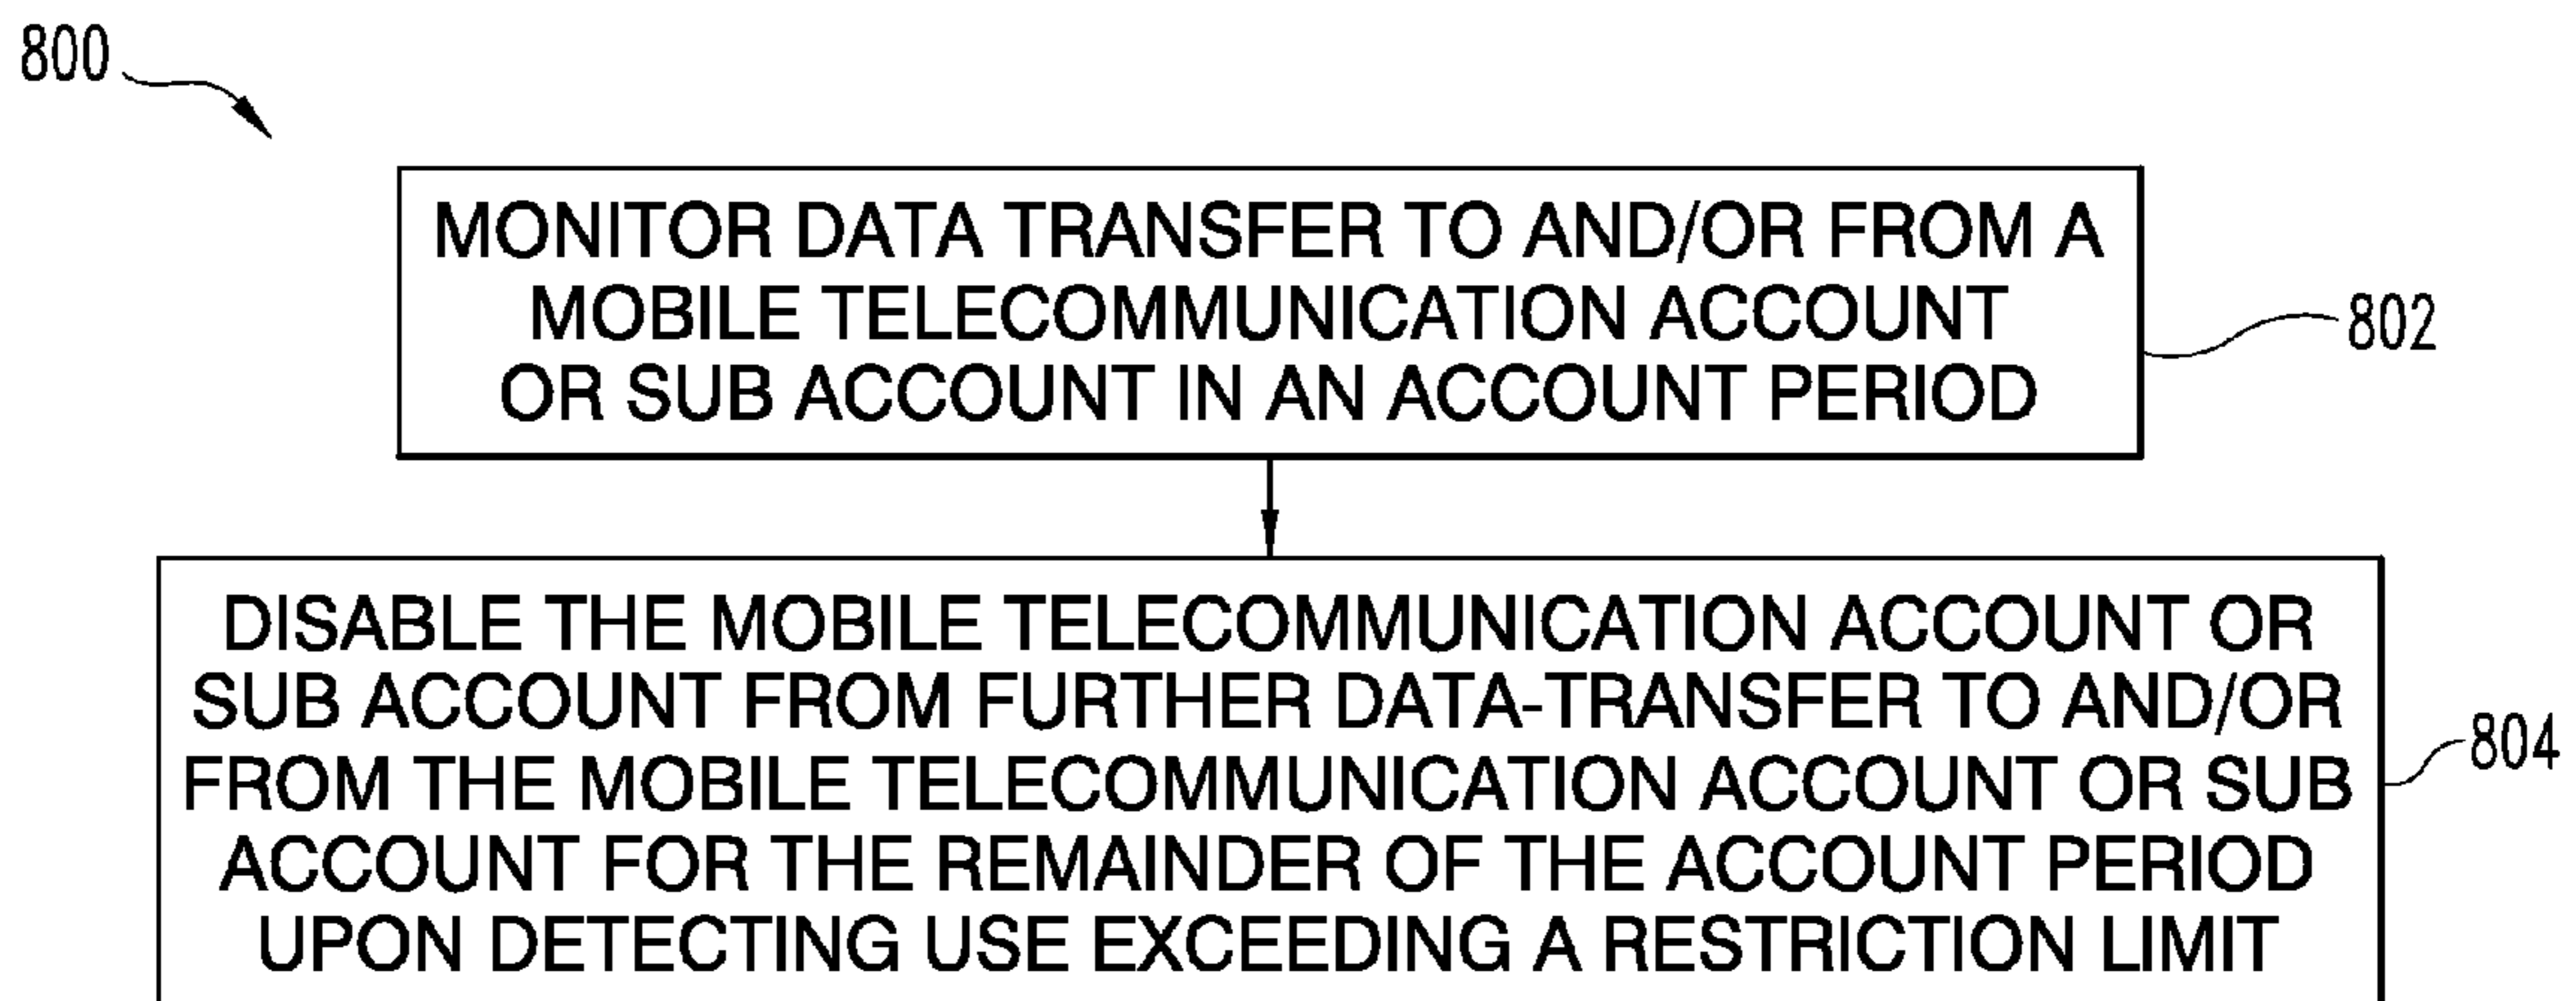 800
MONITOR DATA TRANSFER TO AND/OR FROM A
MOBILE TELECOMMUNICATION ACCOUNT
OR SUB ACCOUNT IN AN ACCOUNT PERIOD
802
DISABLE THE MOBILE TELECOMMUNICATION ACCOUNT OR
SUB ACCOUNT FROM FURTHER DATA-TRANSFER TO AND/OR
FROM THE MOBILE TELECOMMUNICATION ACCOUNT OR SUB
ACCOUNT FOR THE REMAINDER OF THE ACCOUNT PERIOD
UPON DETECTING USE EXCEEDING A RESTRICTION LIMIT
804